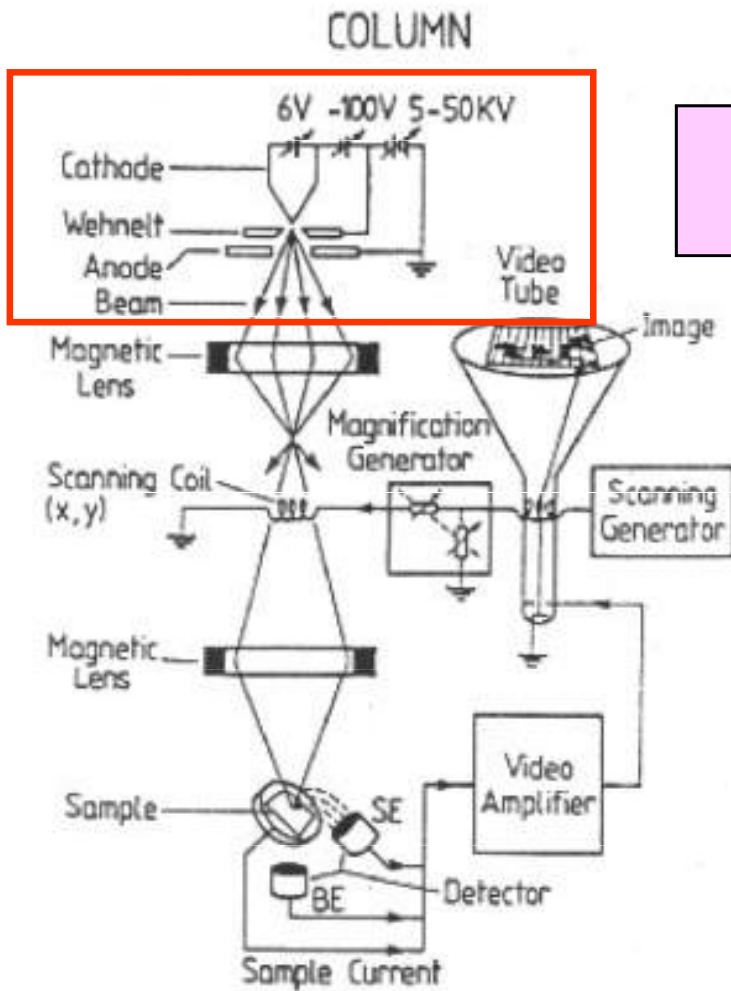 COLUMN
6V -100V 5-50KV
Cathode
Wehnelt
Anode
Beam
Video
Tube
Image
Magnetic
Lens
Magnification
Generator
Scanning Coil
(x,y)
Scanning
Generator
Magnetic
Lens
Video
Amplifier
Sample
SE
BE
Detector
Sample Current